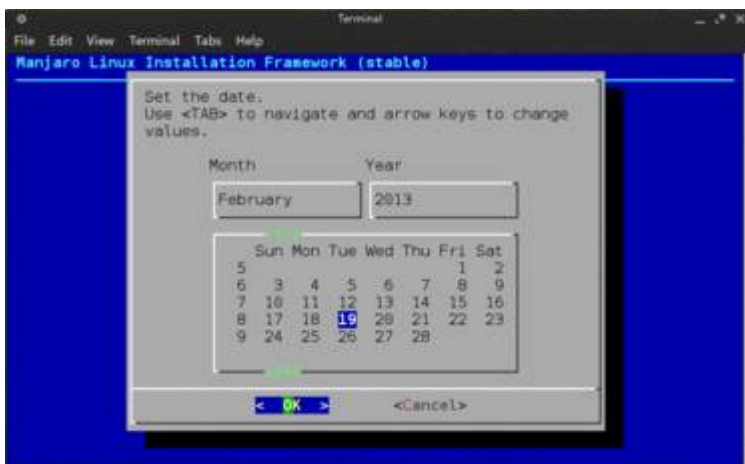 Terminal
File Edit View Terminal Tabs Help
Manjaro Linux Installation Framework (stable)
Set the date.
Use <TAB> to navigate and arrow keys to change
values.
Month Year
February 2013
Sun Mon Tue Wed Thu Fri Sat
5 1 2
6 3 4 5 6 7 8 9
7 10 11 12 13 14 15 16
8 17 18 19 20 21 22 23
9 24 25 26 27 28
< OK > <Cancel>